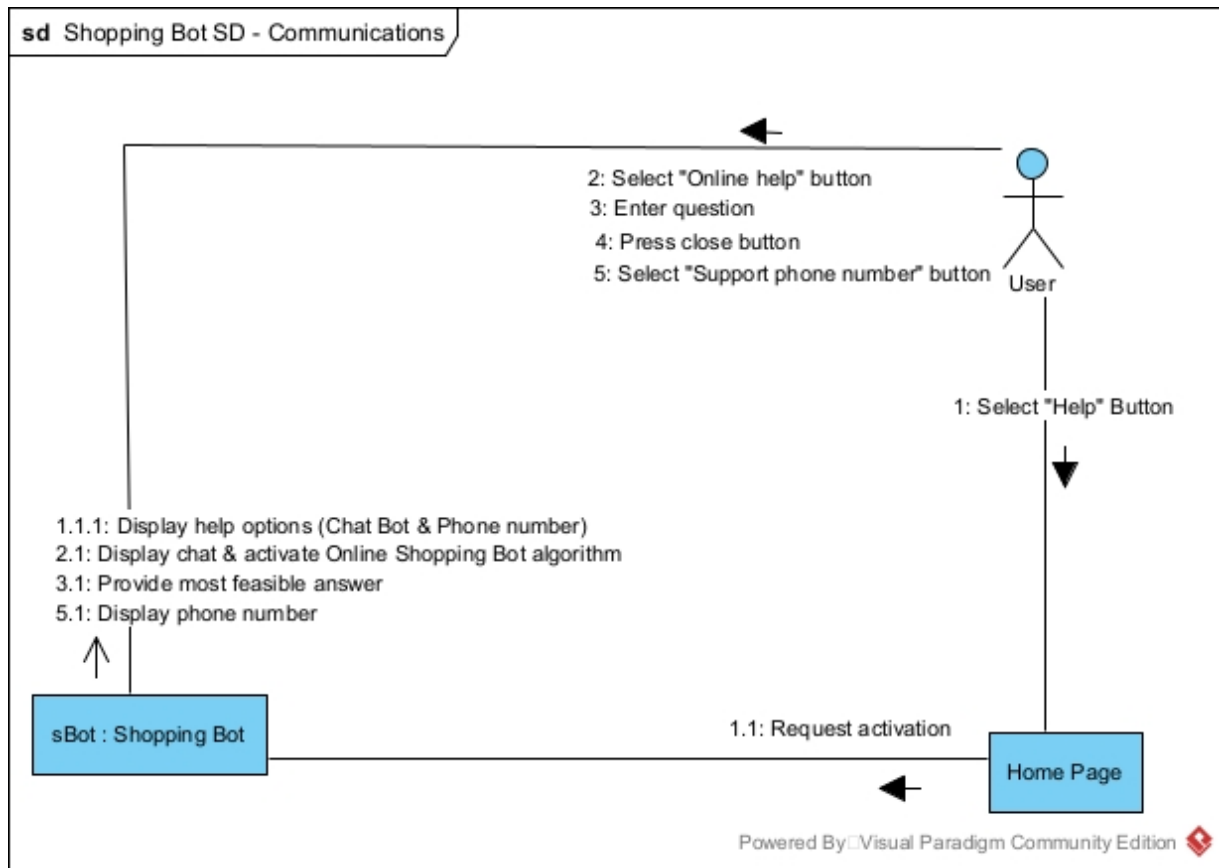 sd Shopping Bot SD - Communications
2: Select "Online help" button
3: Enter question
4: Press close button
5: Select "Support phone number" button
User
1: Select "Help" Button
1.1.1: Display help options (Chat Bot & Phone number)
2.1: Display chat & activate Online Shopping Bot algorithm
3.1: Provide most feasible answer
5.1: Display phone number
sBot : Shopping Bot
1.1: Request activation
Home Page
Powered By Visual Paradigm Community Edition